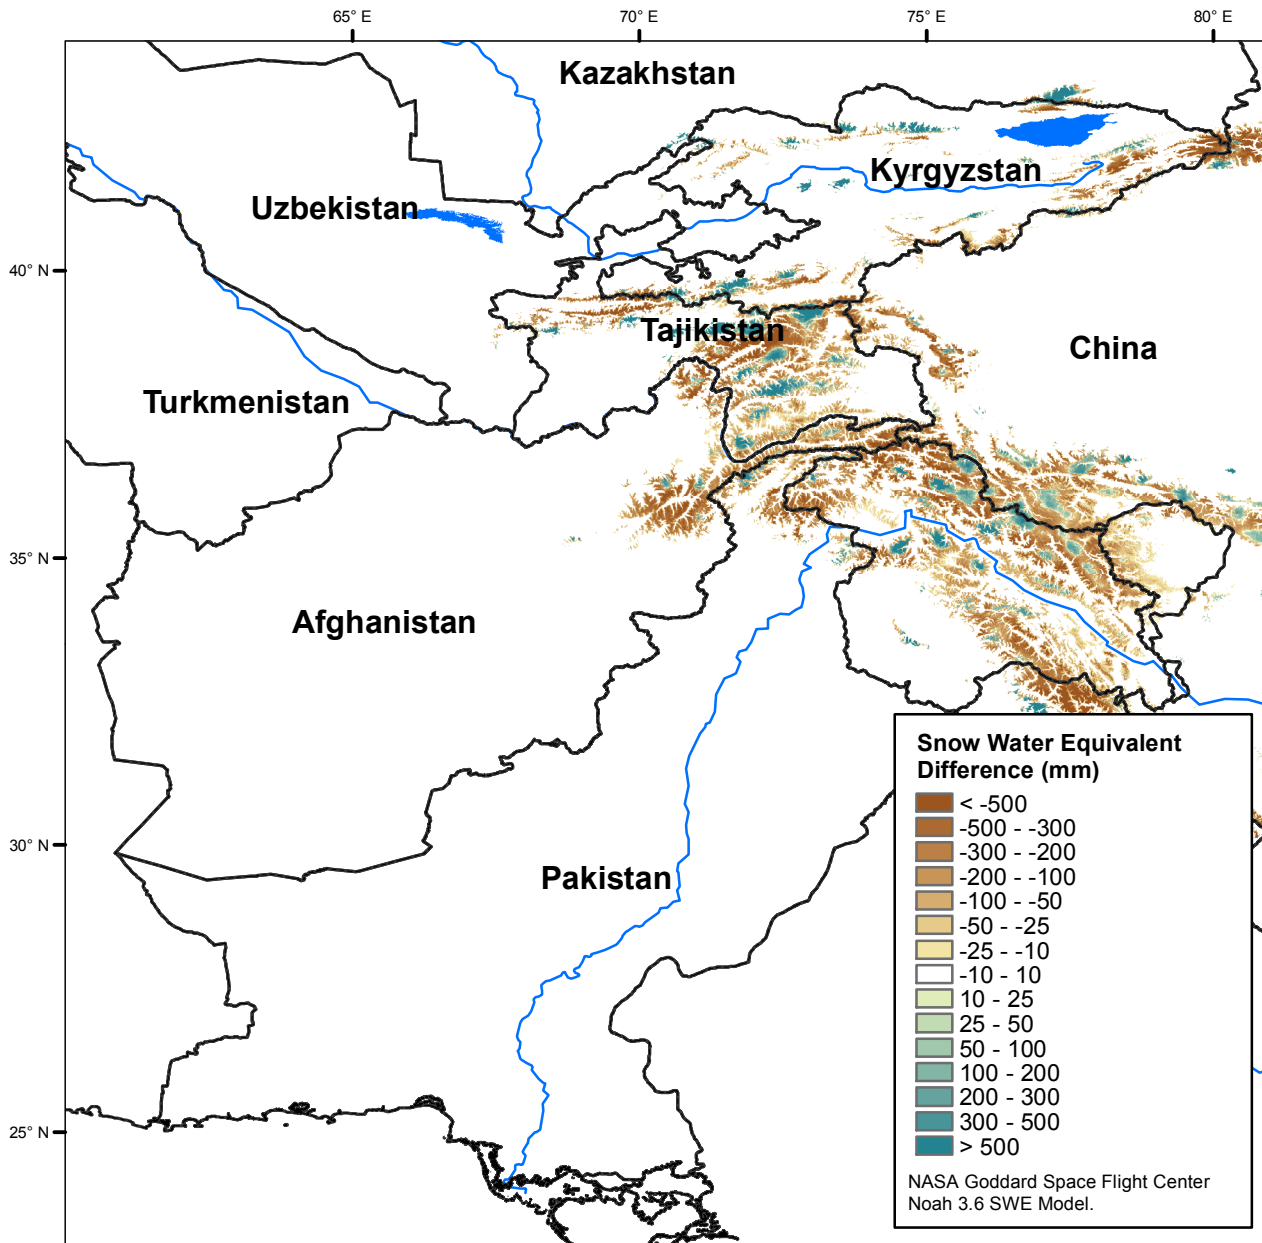 65° E
70° E
75° E
80° E
Kazakhstan
Kyrgyzstan
Uzbekistan
40° N
Tajikistan
China
Turkmenistan
35° N
Afghanistan
30° N
Pakistan
25° N
Snow Water Equivalent
Difference (mm)
< -500
-500 - -300
-300 - -200
-200 - -100
-100 - -50
-50 - -25
-25 - -10
-10 - 10
10 - 25
25 - 50
50 - 100
100 - 200
200 - 300
300 - 500
> 500
NASA Goddard Space Flight Center
Noah 3.6 SWE Model.